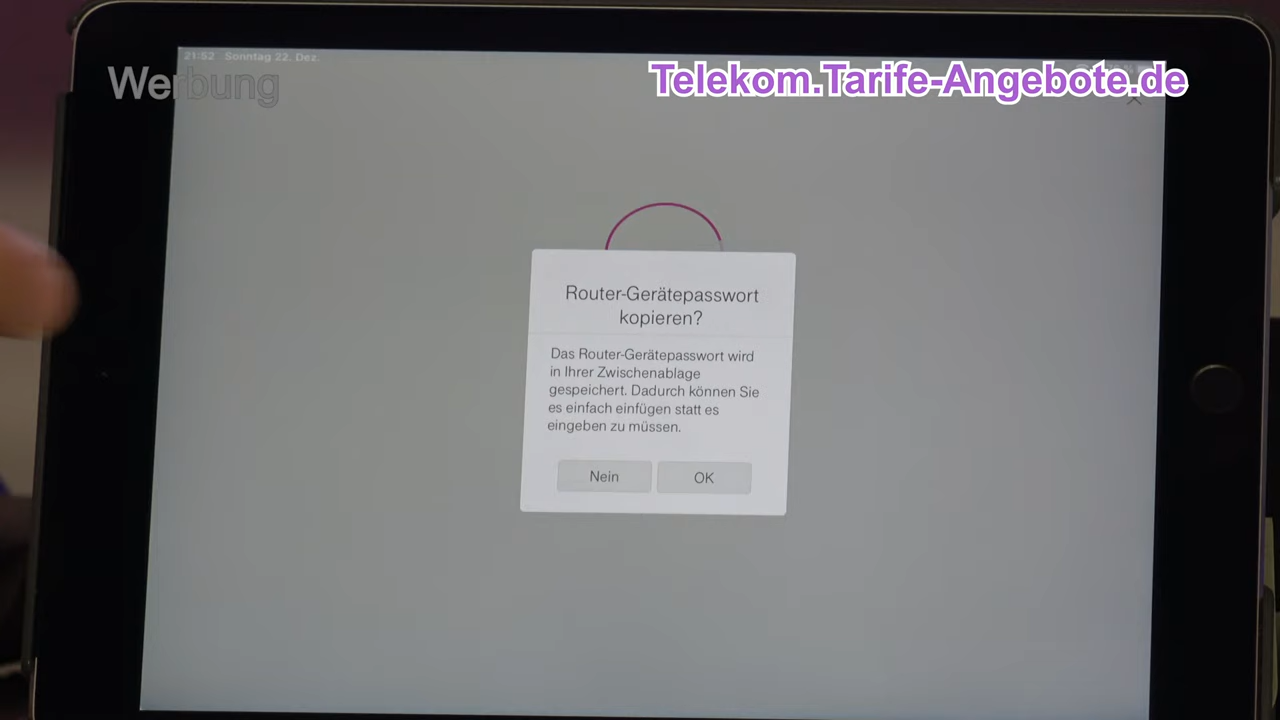 21:52 Sonntag 22. Dez.
Werbung
Telekom.Tarife-Angebote.de
Router-Gerätepasswort
kopieren?
Das Router-Gerätepasswort wird
in Ihrer Zwischenablage
gespeichert. Dadurch können Sie
es einfach einfügen statt es
eingeben zu müssen.
Nein
OK